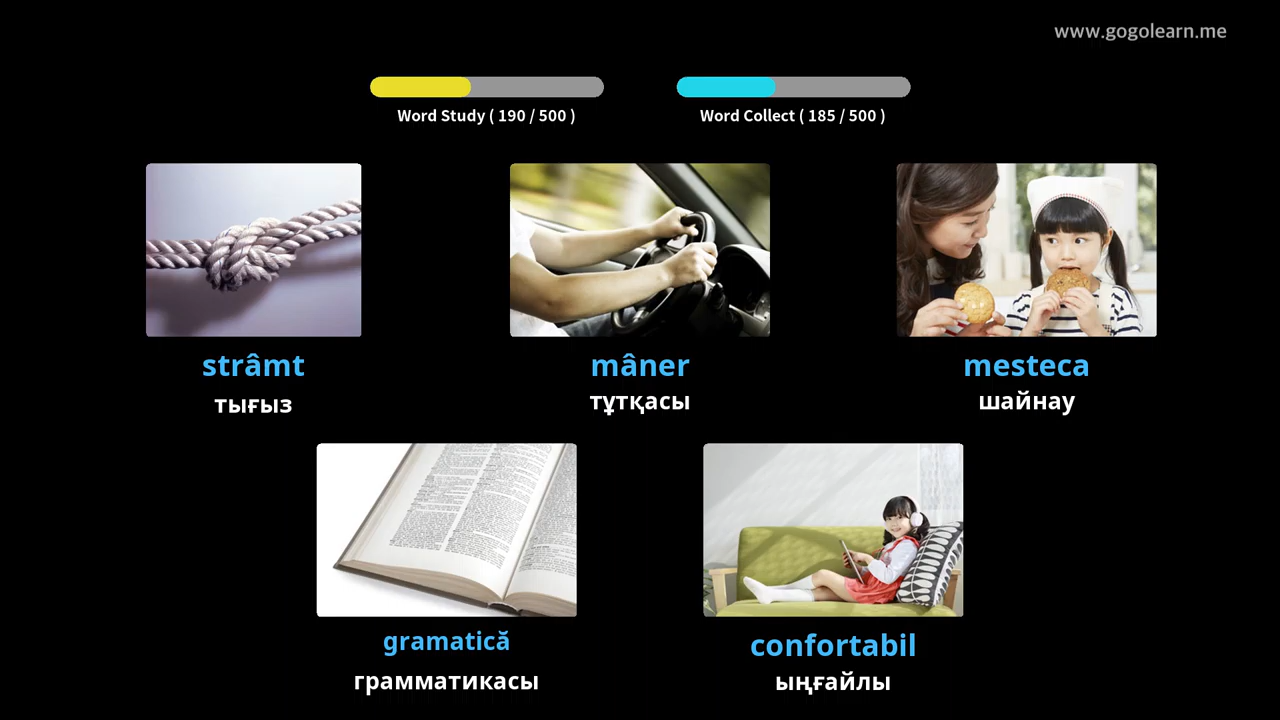 www.gogolearn.me
Word Study ( 190 / 500 )
Word Collect ( 185 / 500 )
strâmt
тығыз
mâner
тұтқасы
mesteca
шайнау
gramatică
грамматикасы
confortabil
ыңғайлы